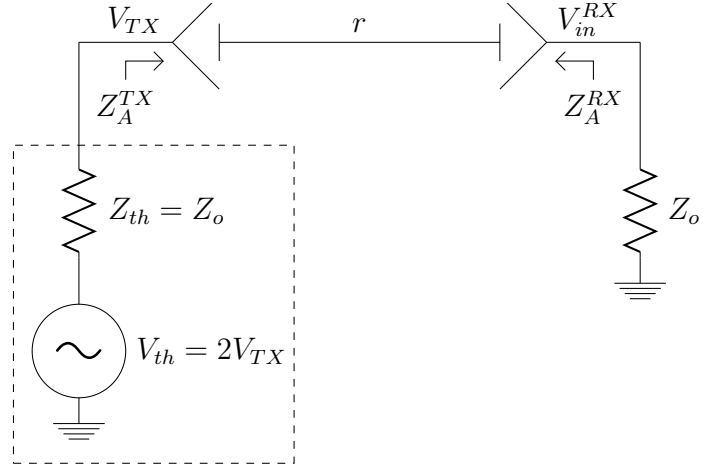 V_{TX} r V_{in}^{RX}
Z_A^{TX} Z_A^{RX}
Z_{th} = Z_o Z_o
V_{th} = 2V_{TX}